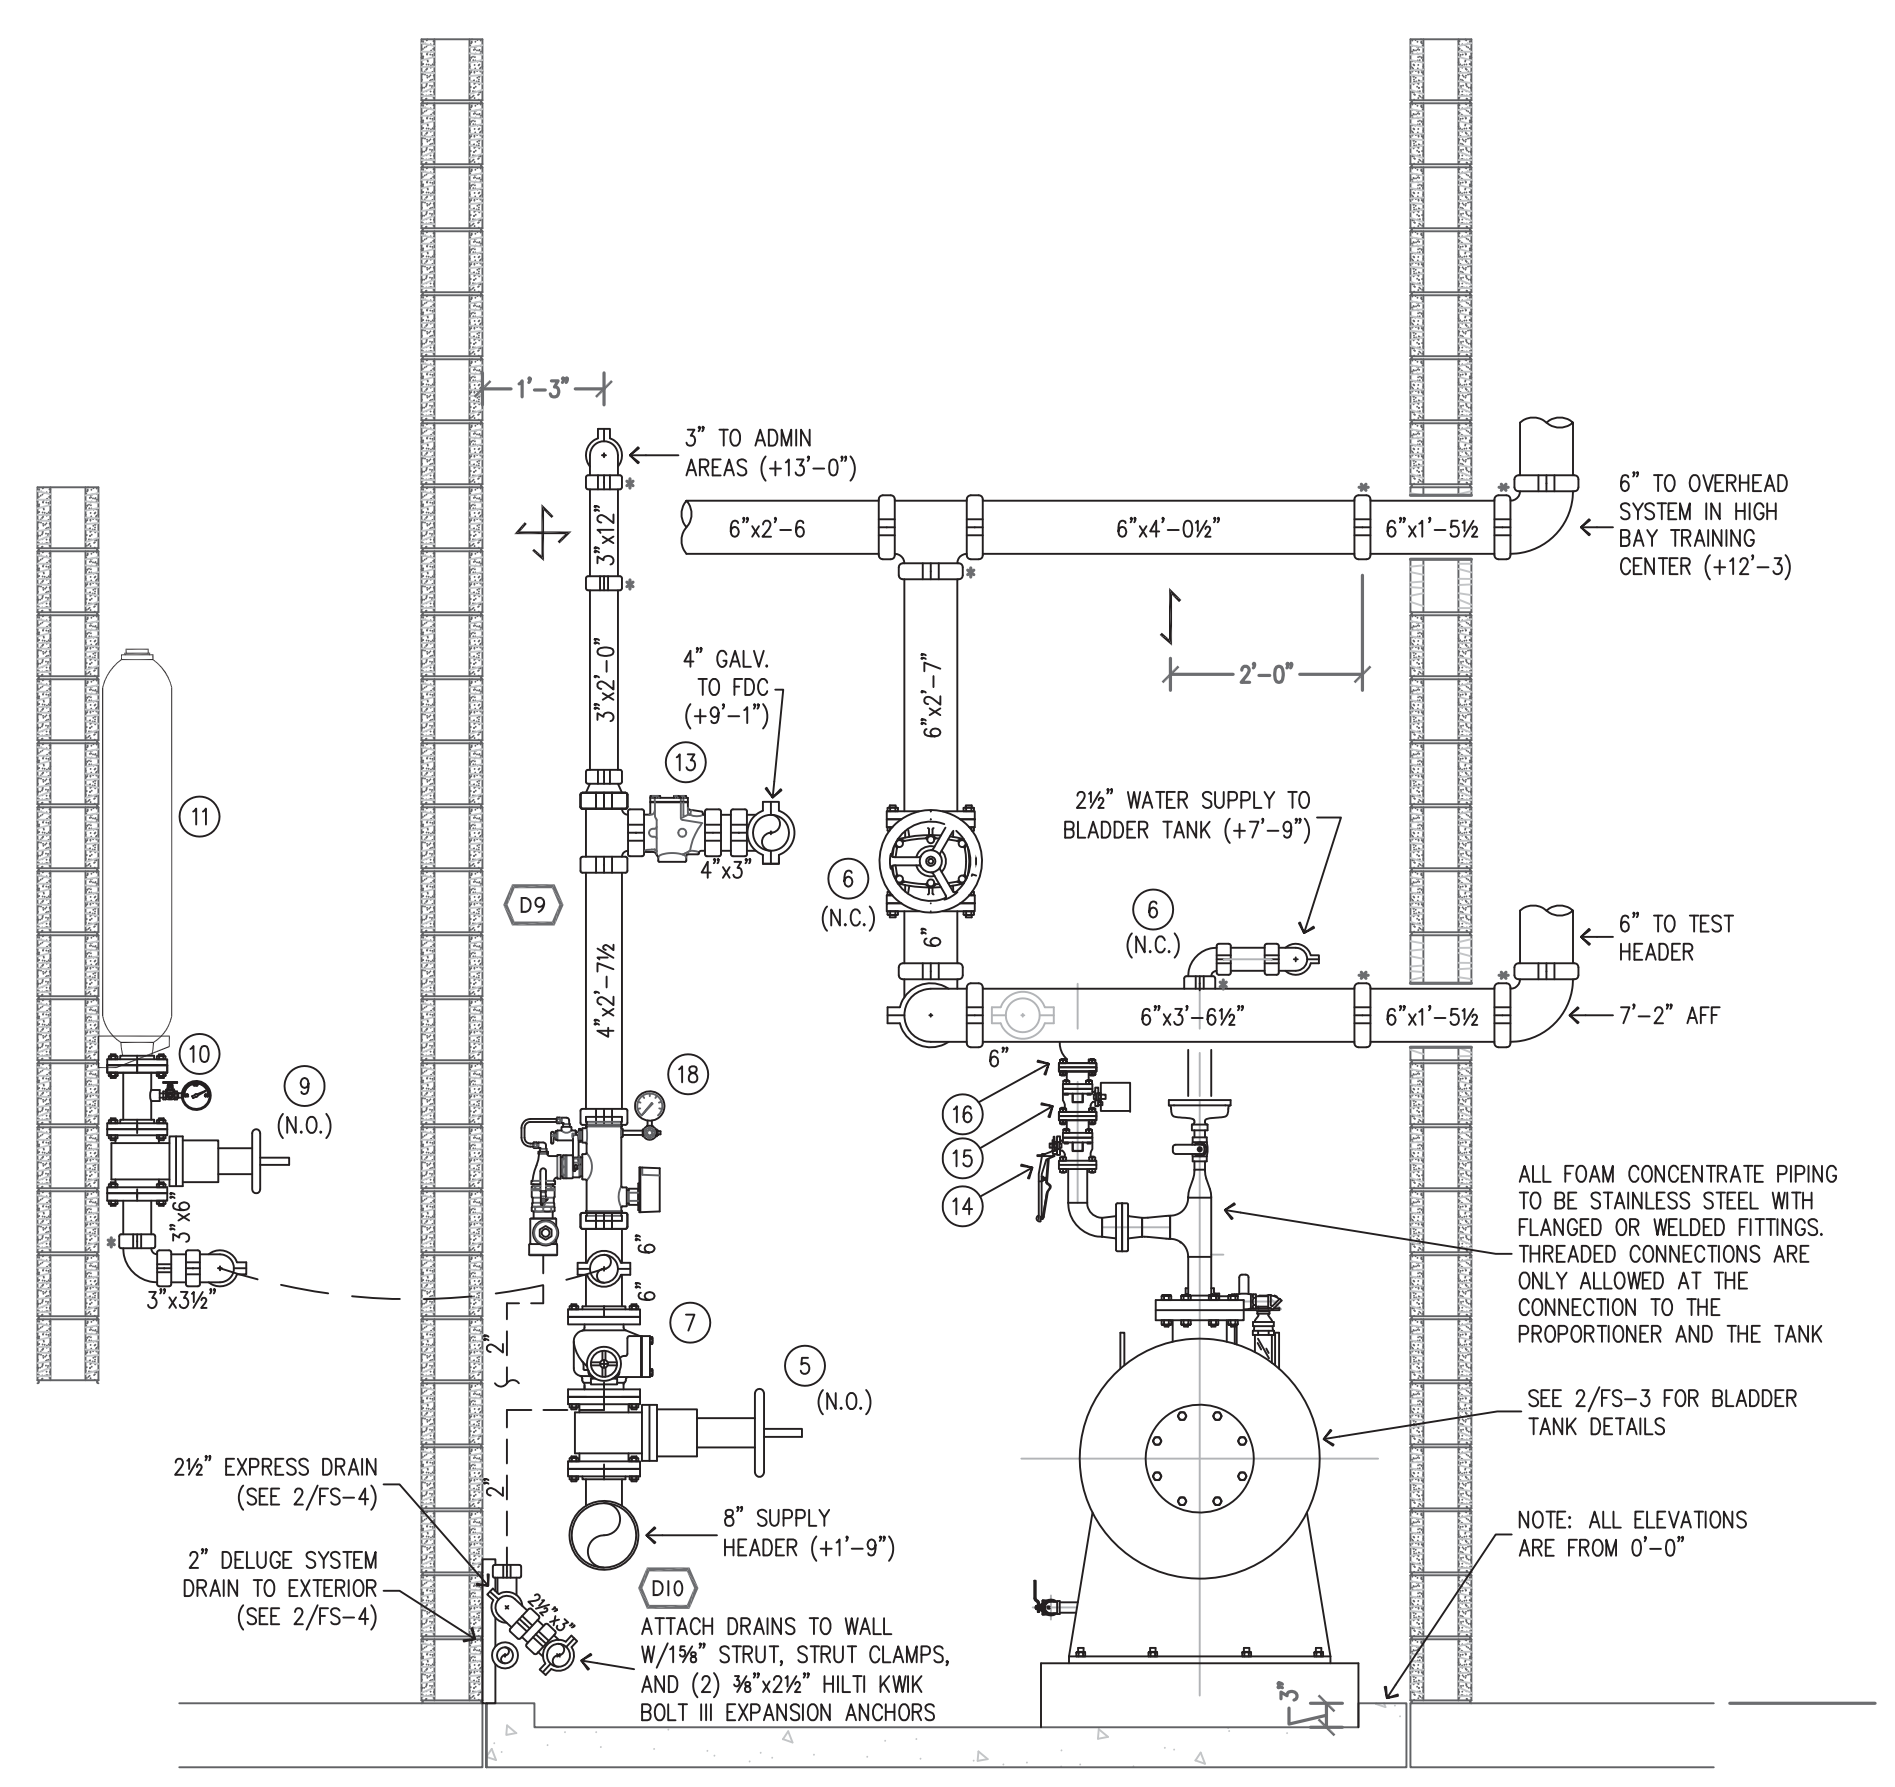 1'-3"
3" TO ADMIN
AREAS (+13'-0")
*
3"x12"
*
6"x2'-6
6"x4'-0½"
*
6"x1'-5½
*
6" TO OVERHEAD
SYSTEM IN HIGH
BAY TRAINING
CENTER (+12'-3)
*
3"x2'-0"
4" GALV.
TO FDC
(+9'-1")
6"x2'-7"
2'-0"
13
11
4"x3"
2½" WATER SUPPLY TO
BLADDER TANK (+7'-9")
6
(N.C.)
6
(N.C.)
D9
6"
6" TO TEST
HEADER
4"x2'-7½
*
*
*
6"x3'-6½"
6"x1'-5½
7'-2" AFF
6"
10
9
(N.O.)
18
16
15
14
3"x6"
*
3"x3½"
6"
6"
ALL FOAM CONCENTRATE PIPING
TO BE STAINLESS STEEL WITH
FLANGED OR WELDED FITTINGS.
THREADED CONNECTIONS ARE
ONLY ALLOWED AT THE
CONNECTION TO THE
PROPORTIONER AND THE TANK
7
2"
5
(N.O.)
SEE 2/FS-3 FOR BLADDER
TANK DETAILS
2½" EXPRESS DRAIN
(SEE 2/FS-4)
2"
8" SUPPLY
HEADER (+1'-9")
NOTE: ALL ELEVATIONS
ARE FROM 0'-0"
2" DELUGE SYSTEM
DRAIN TO EXTERIOR
(SEE 2/FS-4)
2½"x3"
D10
ATTACH DRAINS TO WALL
W/1⅝" STRUT, STRUT CLAMPS,
AND (2) ⅜"x2½" HILTI KWIK
BOLT III EXPANSION ANCHORS
3"